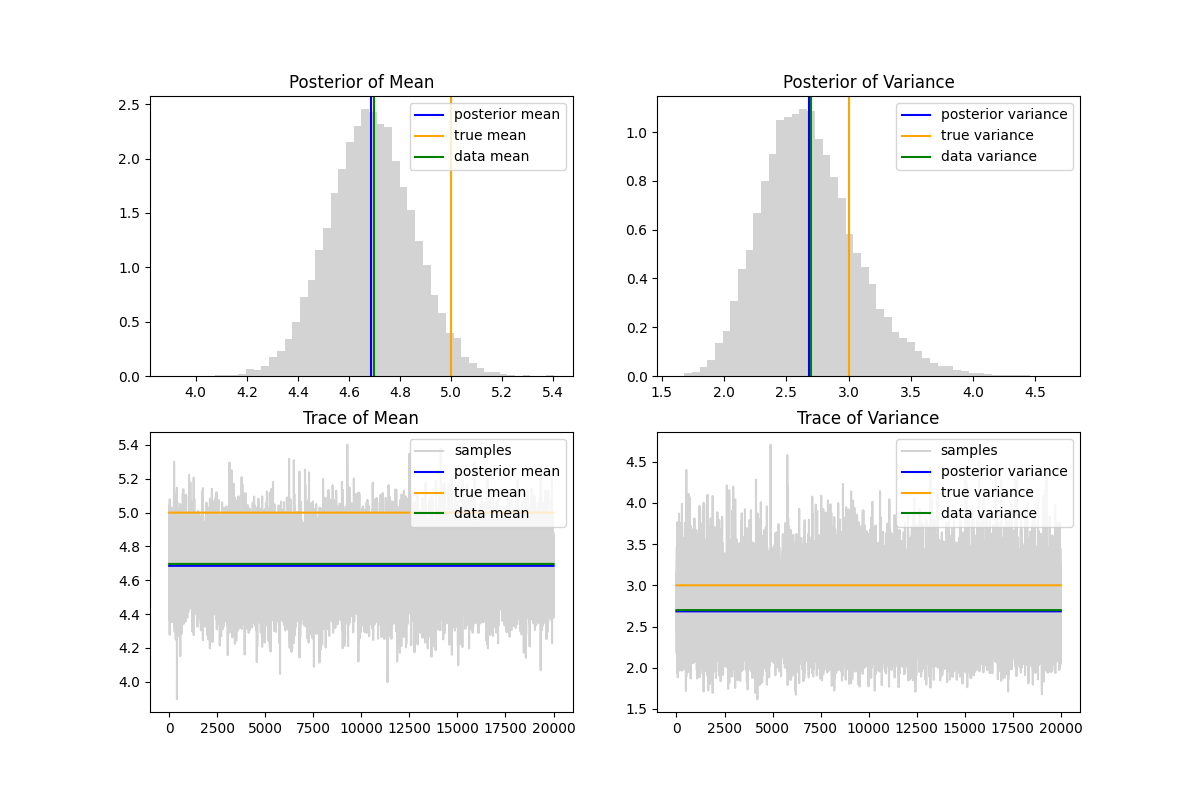 Posterior of Mean
2.5
2.0
1.5
1.0
0.5
0.0
4.0 4.2 4.4 4.6 4.8 5.0 5.2 5.4
posterior mean
true mean
data mean
Posterior of Variance
1.0
0.8
0.6
0.4
0.2
0.0
1.5 2.0 2.5 3.0 3.5 4.0 4.5
posterior variance
true variance
data variance
Trace of Mean
5.4
5.2
5.0
4.8
4.6
4.4
4.2
4.0
0 2500 5000 7500 10000 12500 15000 17500 20000
samples
posterior mean
true mean
data mean
Trace of Variance
4.5
4.0
3.5
3.0
2.5
2.0
1.5
0 2500 5000 7500 10000 12500 15000 17500 20000
samples
posterior variance
true variance
data variance